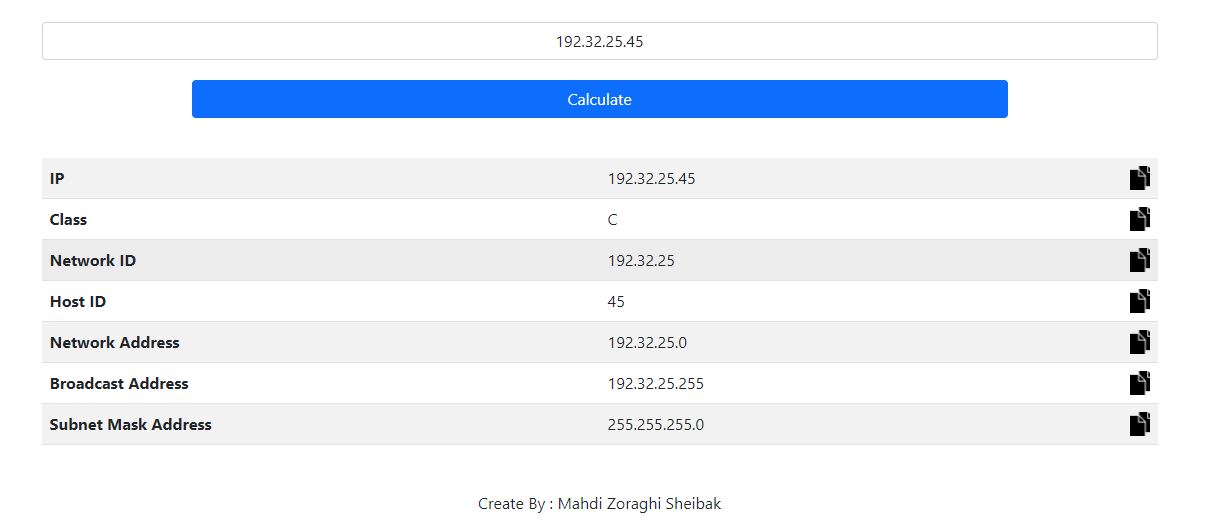 192.32.25.45
Calculate
IP 192.32.25.45
Class C
Network ID 192.32.25
Host ID 45
Network Address 192.32.25.0
Broadcast Address 192.32.25.255
Subnet Mask Address 255.255.255.0
Create By : Mahdi Zoraghi Sheibak